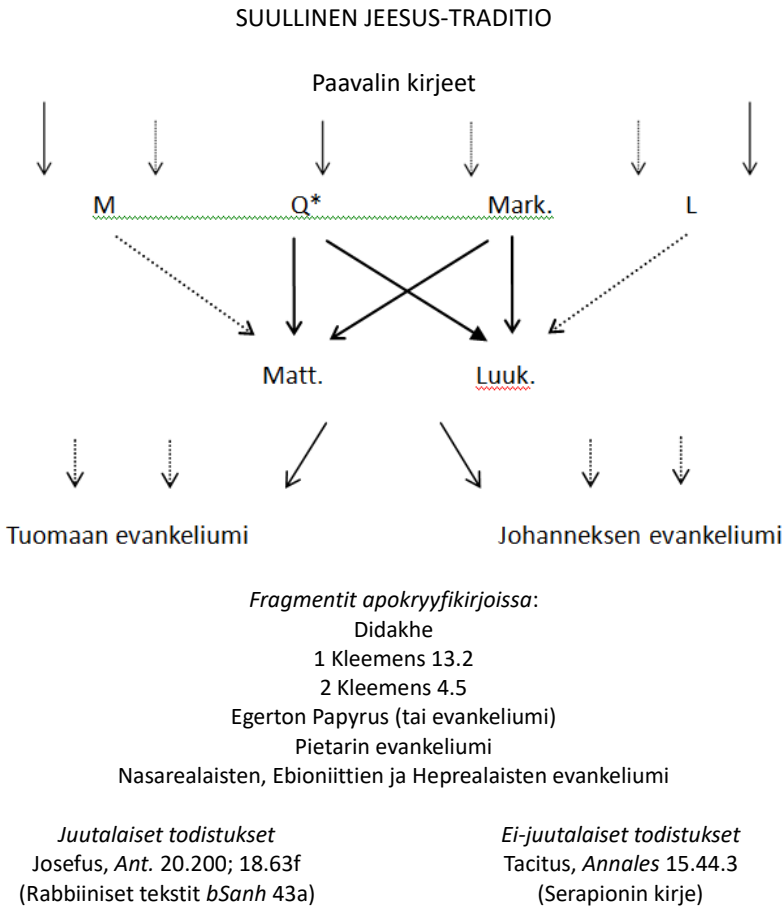 SUULLINEN JEESUS-TRADITIO
Paavalin kirjeet
M Q* Mark. L
Matt. Luuk.
Tuomaan evankeliumi Johanneksen evankeliumi
Fragmentit apokryyfikirjoissa:
Didakhe
1 Kleemens 13.2
2 Kleemens 4.5
Egerton Papyrus (tai evankeliumi)
Pietarin evankeliumi
Nasarealaisten, Ebioniittien ja Heprealaisten evankeliumi
Juutalaiset todistukset Ei-juutalaiset todistukset
Josefus, Ant. 20.200; 18.63f Tacitus, Annales 15.44.3
(Rabbiiniset tekstit bSanh 43a) (Serapionin kirje)